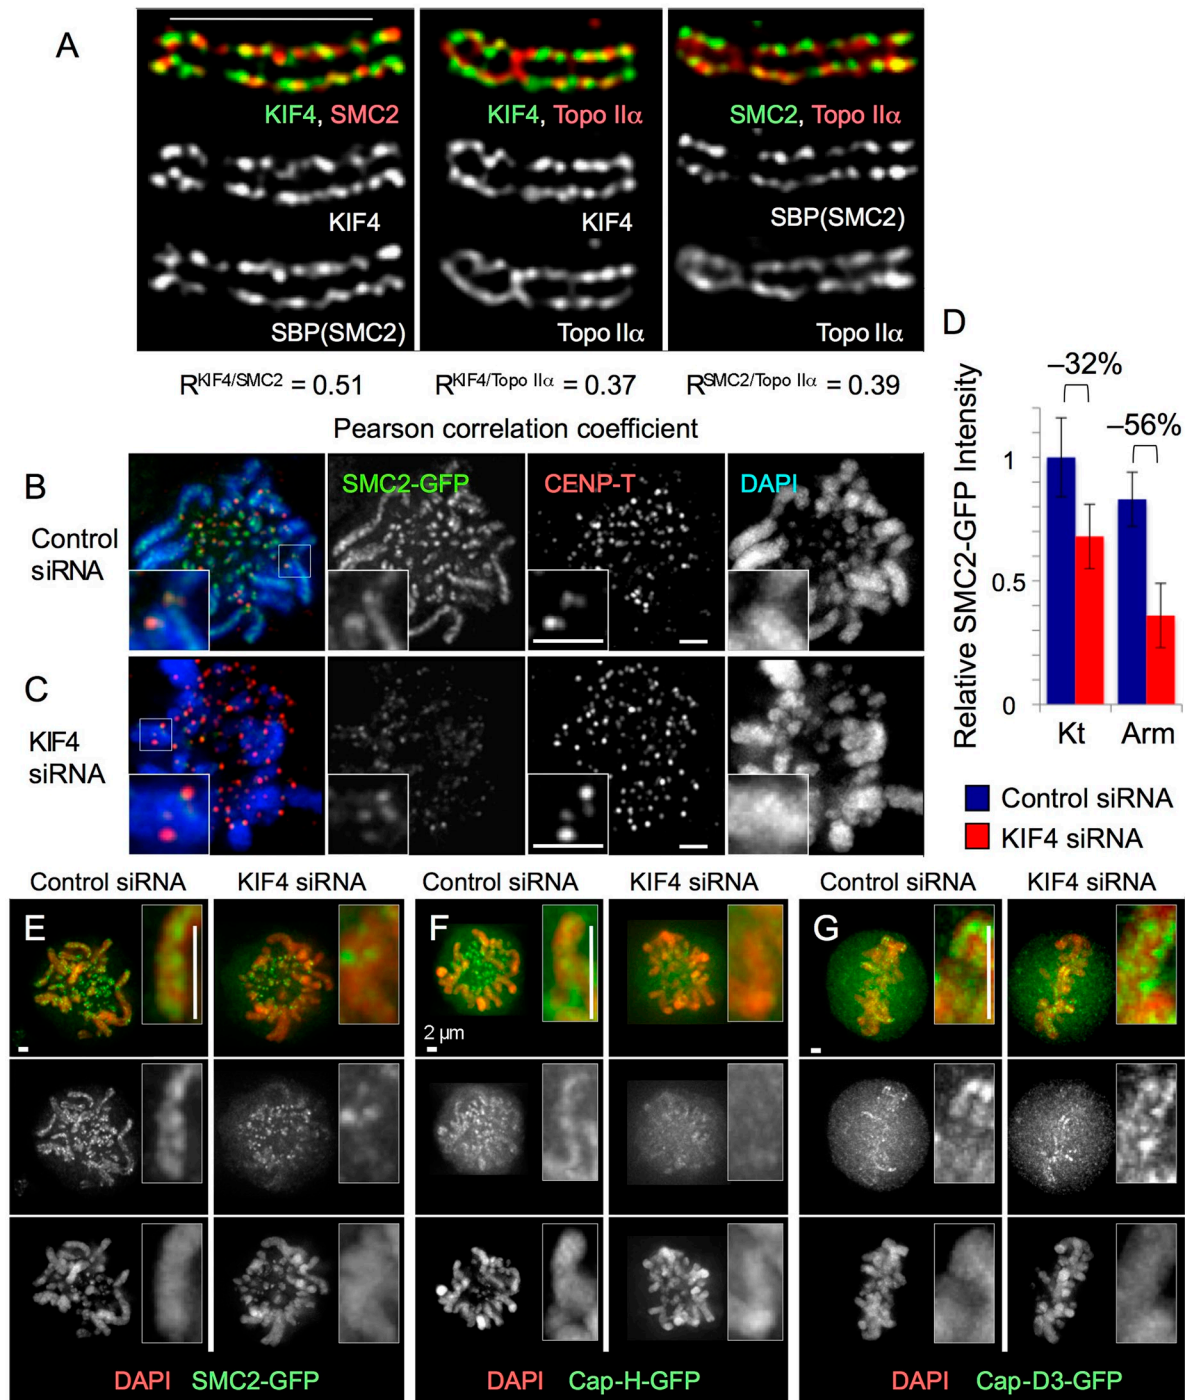 A
KIF4, SMC2
KIF4, Topo IIα
SMC2, Topo IIα
KIF4
KIF4
SBP(SMC2)
SBP(SMC2)
Topo IIα
Topo IIα
R^KIF4/SMC2 = 0.51
R^KIF4/Topo IIα = 0.37
R^SMC2/Topo IIα = 0.39
Pearson correlation coefficient
B
Control
siRNA
SMC2-GFP
CENP-T
DAPI
C
KIF4
siRNA
D
Relative SMC2-GFP Intensity
–32%
–56%
1
0.5
0
Kt
Arm
Control siRNA
KIF4 siRNA
Control siRNA
KIF4 siRNA
Control siRNA
KIF4 siRNA
Control siRNA
KIF4 siRNA
E
F
G
2 μm
DAPI SMC2-GFP
DAPI Cap-H-GFP
DAPI Cap-D3-GFP